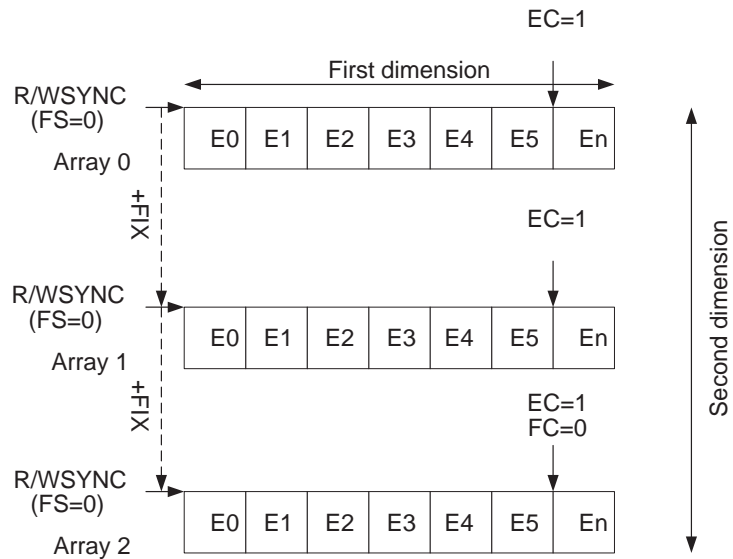 EC=1
First dimension
R/WSYNC
(FS=0)
E0 E1 E2 E3 E4 E5 En
Array 0
+FIX
EC=1
R/WSYNC
(FS=0)
E0 E1 E2 E3 E4 E5 En
Array 1
+FIX
EC=1
FC=0
R/WSYNC
(FS=0)
E0 E1 E2 E3 E4 E5 En
Array 2
Second dimension